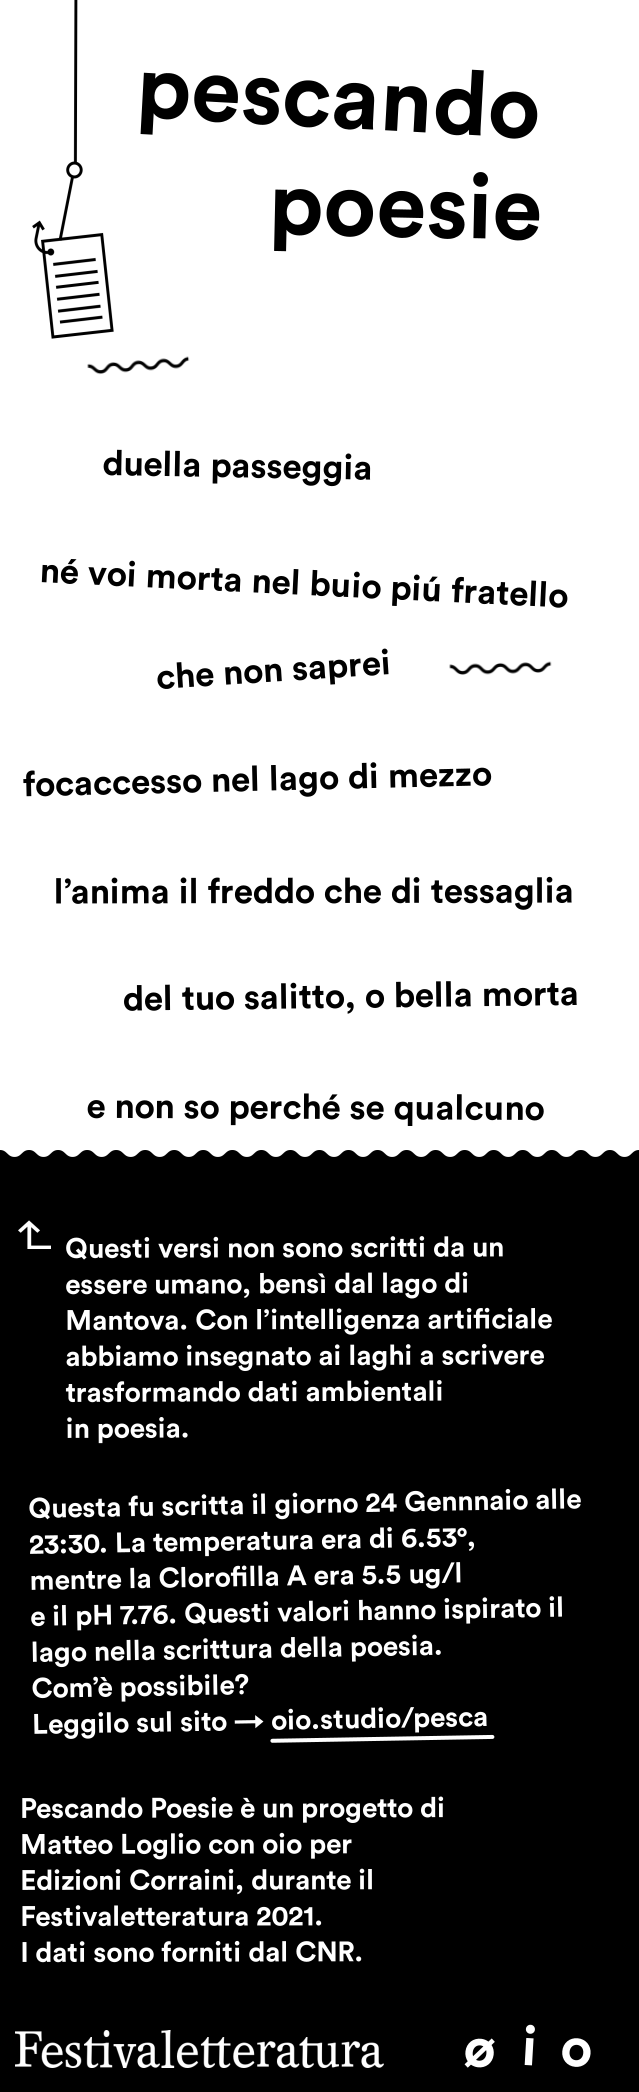 pescando
poesie
duella passeggia
né voi morta nel buio piú fratello
che non saprei
focaccesso nel lago di mezzo
l’anima il freddo che di tessaglia
del tuo salitto, o bella morta
e non so perché se qualcuno
Questi versi non sono scritti da un
essere umano, bensì dal lago di
Mantova. Con l’intelligenza artificiale
abbiamo insegnato ai laghi a scrivere
trasformando dati ambientali
in poesia.
Questa fu scritta il giorno 24 Gennnaio alle
23:30. La temperatura era di 6.53°,
mentre la Clorofilla A era 5.5 ug/l
e il pH 7.76. Questi valori hanno ispirato il
lago nella scrittura della poesia.
Com’è possibile?
Leggilo sul sito → oio.studio/pesca
Pescando Poesie è un progetto di
Matteo Loglio con oio per
Edizioni Corraini, durante il
Festivaletteratura 2021.
I dati sono forniti dal CNR.
Festivaletteratura ø i o